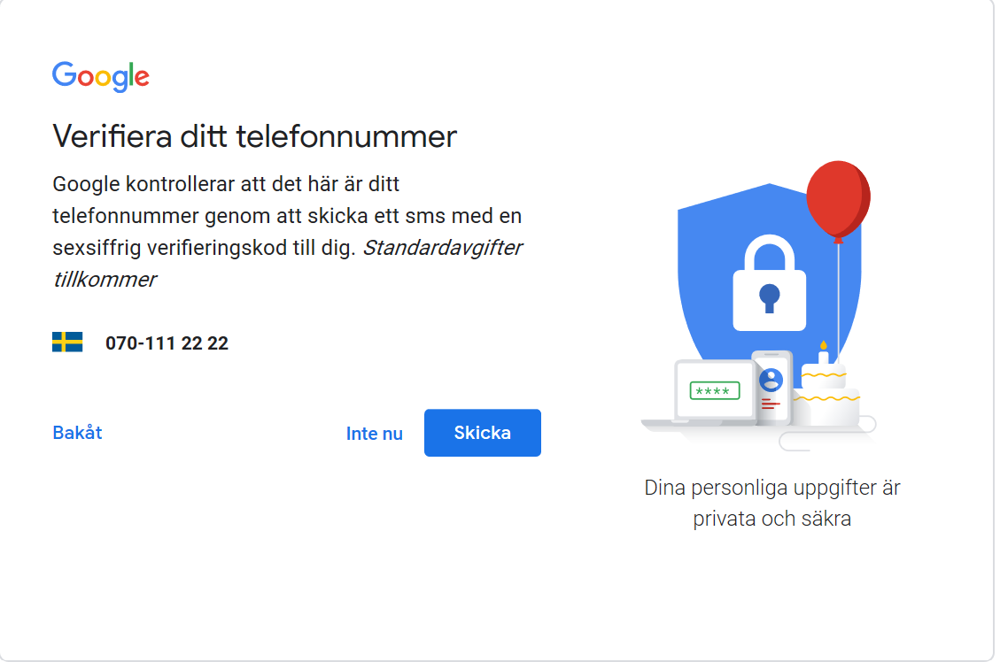 Google
Verifiera ditt telefonnummer
Google kontrollerar att det här är ditt
telefonnummer genom att skicka ett sms med en
sexsiffrig verifieringskod till dig. Standardavgifter
tillkommer
070-111 22 22
Bakåt
Inte nu
Skicka
****
Dina personliga uppgifter är
privata och säkra